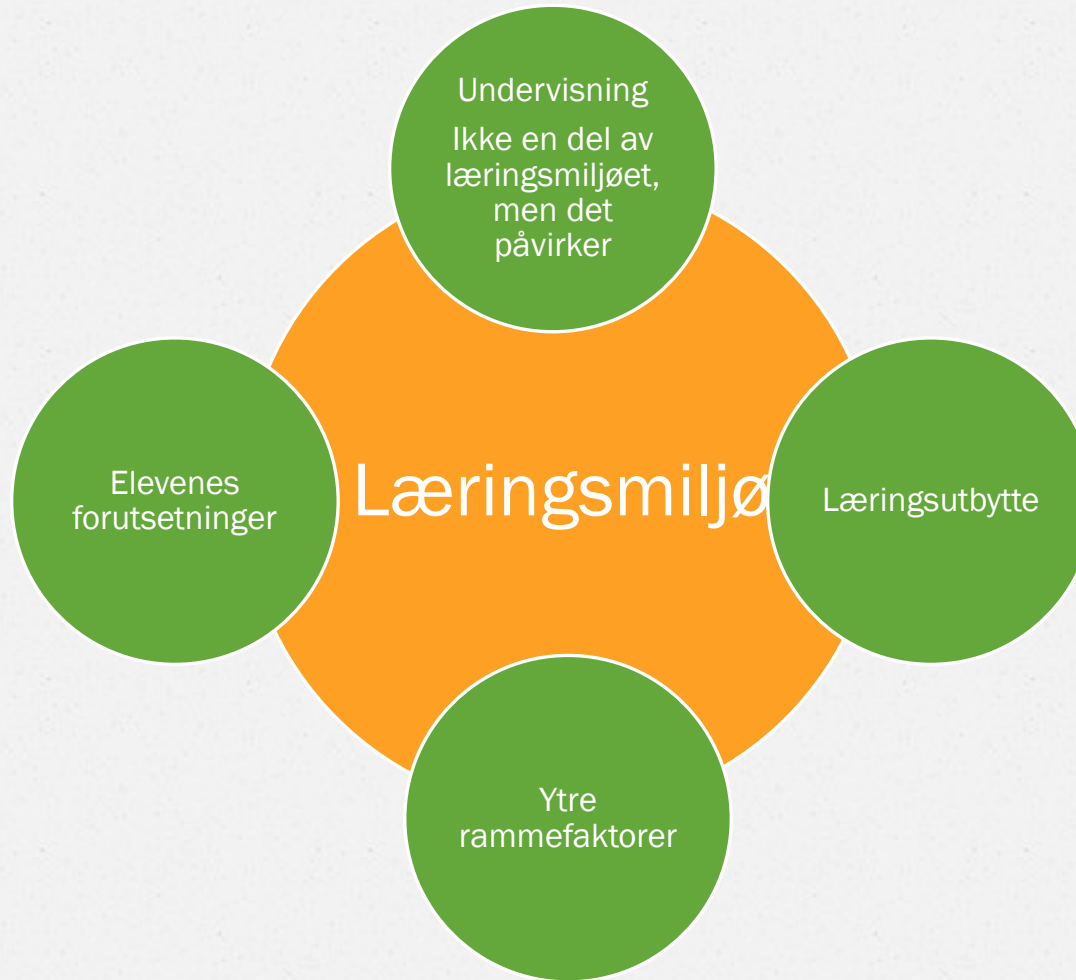 Undervisning
Ikke en del av
læringsmiljøet,
men det
påvirker
Elevenes
forutsetninger
Læringsmiljø
Læringsutbytte
Ytre
rammefaktorer